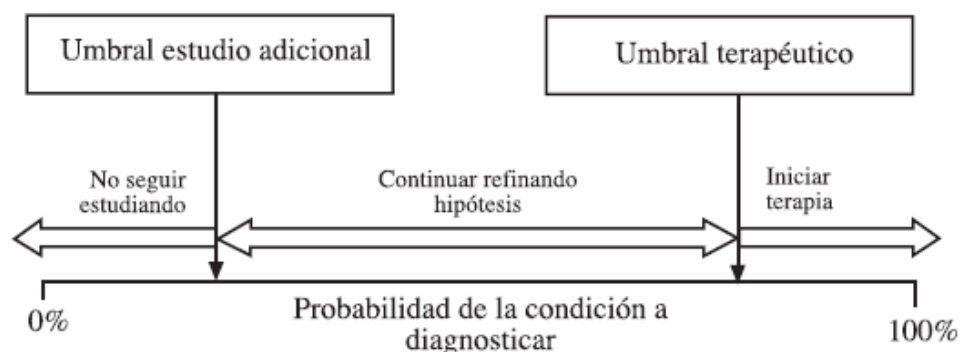 Umbral estudio adicional
Umbral terapéutico
No seguir
estudiando
Continuar refinando
hipótesis
Iniciar
terapia
0%
Probabilidad de la condición a
diagnosticar
100%